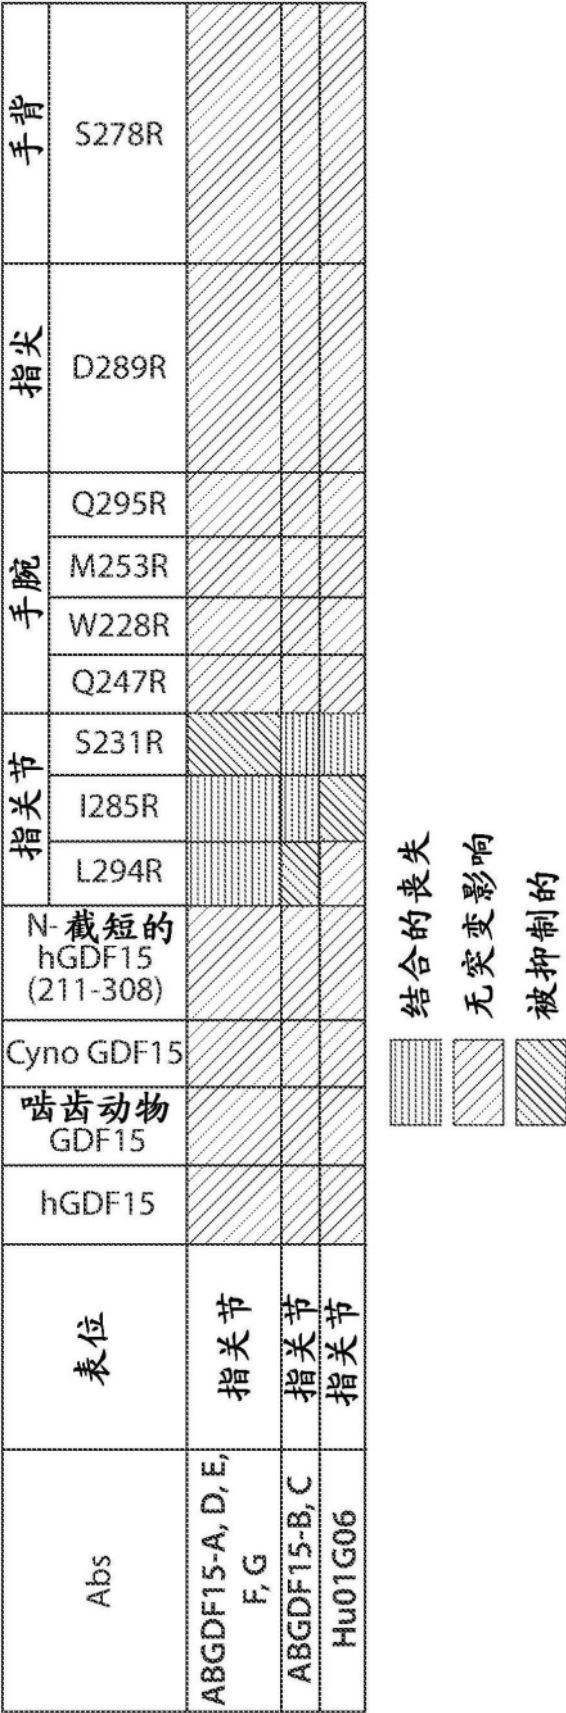 手背
S278R
指尖
D289R
手腕
Q295R
M253R
W228R
Q247R
指关节
S231R
I285R
L294R
N-截短的
hGDF15
(211-308)
Cyno GDF15
啮齿动物
GDF15
hGDF15
表位
指关节
指关节
指关节
Abs
ABGDF15-A, D, E,
F, G
ABGDF15-B, C
Hu01G06
结合的丧失
无突变影响
被抑制的